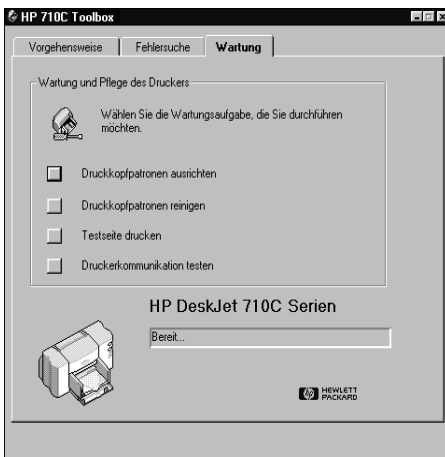 HP 710C Toolbox
Vorgehensweise
Fehlersuche
Wartung
Wartung und Pflege des Druckers
Wählen Sie die Wartungsaufgabe, die Sie durchführen
möchten.
Druckkopfpatronen ausrichten
Druckkopfpatronen reinigen
Testseite drucken
Druckerkommunikation testen
HP DeskJet 710C Serien
Bereit...
hp HEWLETT
PACKARD